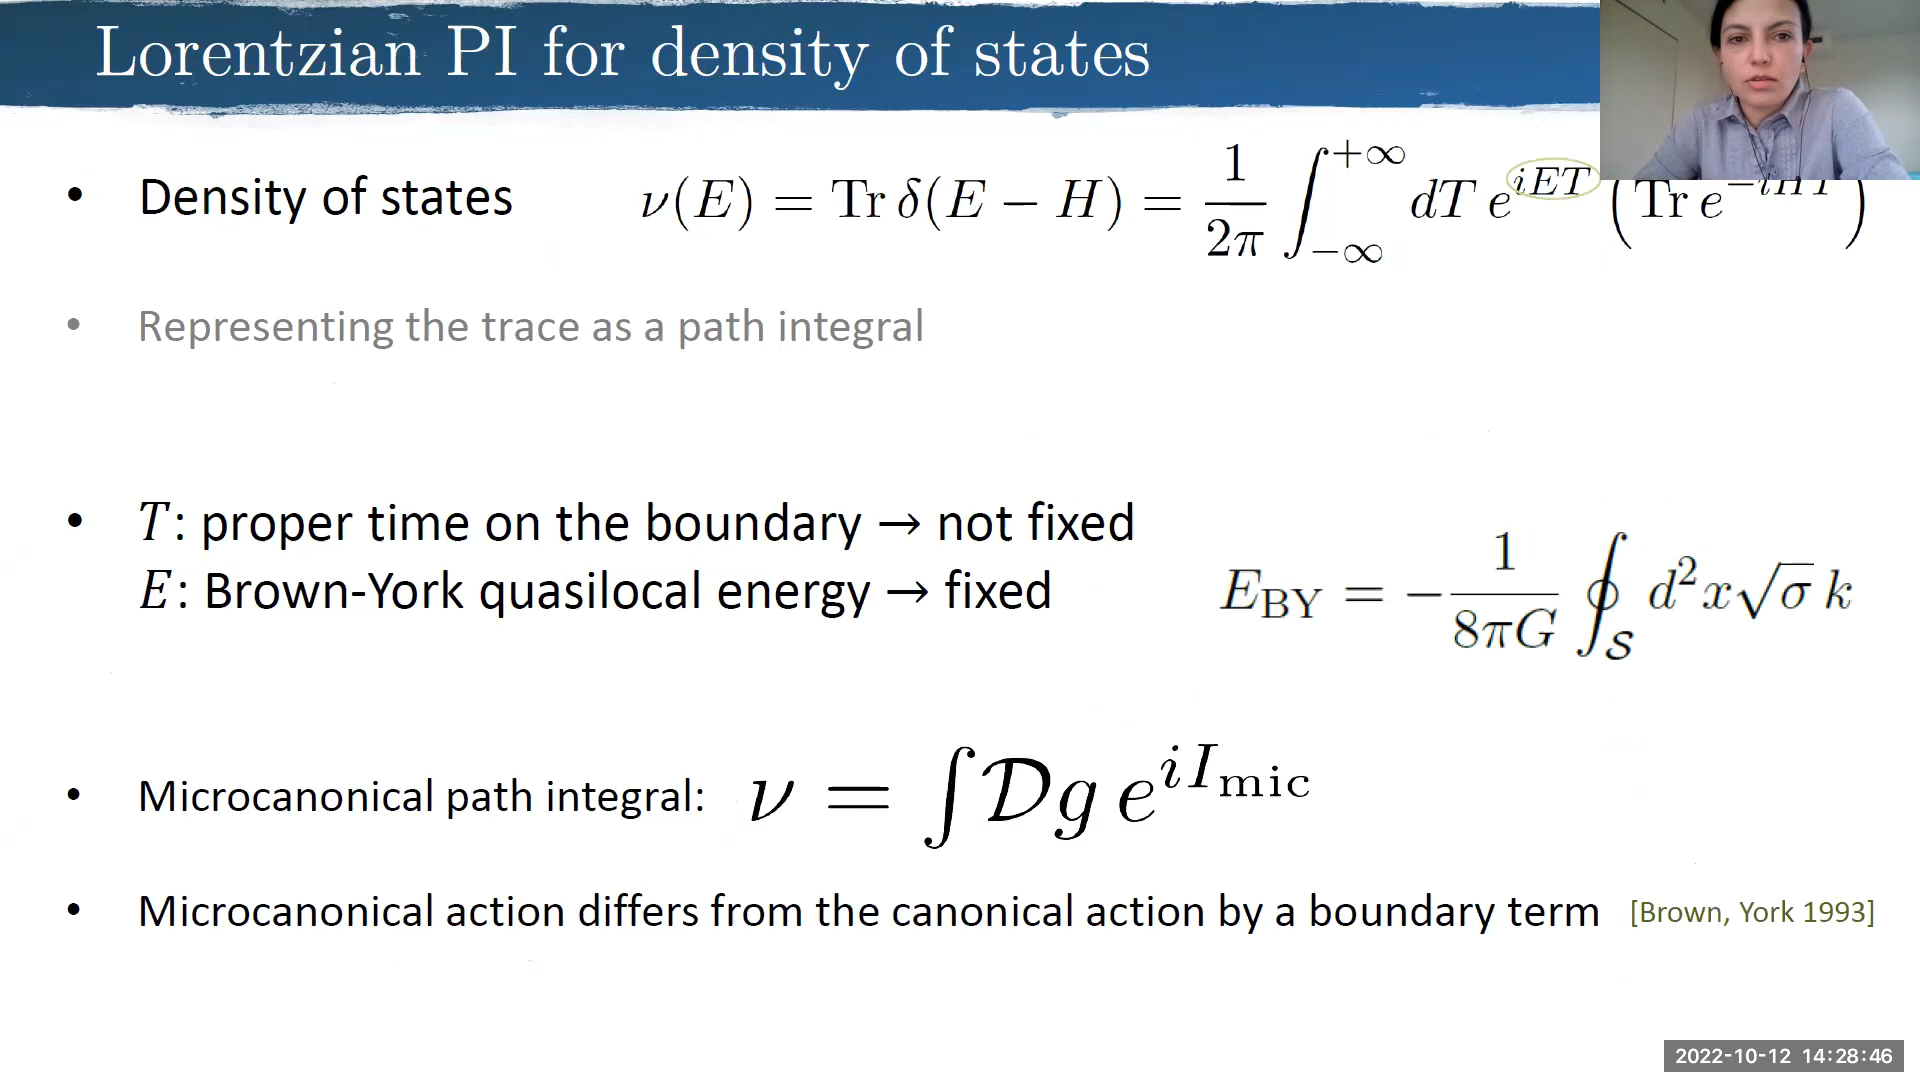 Lorentzian PI for density of states
• Density of states ν(E) = Tr δ(E − H) = 1/2π ∫_{−∞}^{+∞} dT e^{iET} (Tr e^{−iHT})
• Representing the trace as a path integral
• T: proper time on the boundary → not fixed
E: Brown-York quasilocal energy → fixed
E_BY = −1/8πG ∮_S d²x√σ k
• Microcanonical path integral: ν = ∫Dg e^{iI_mic}
• Microcanonical action differs from the canonical action by a boundary term [Brown, York 1993]
2022-10-12 14:28:46